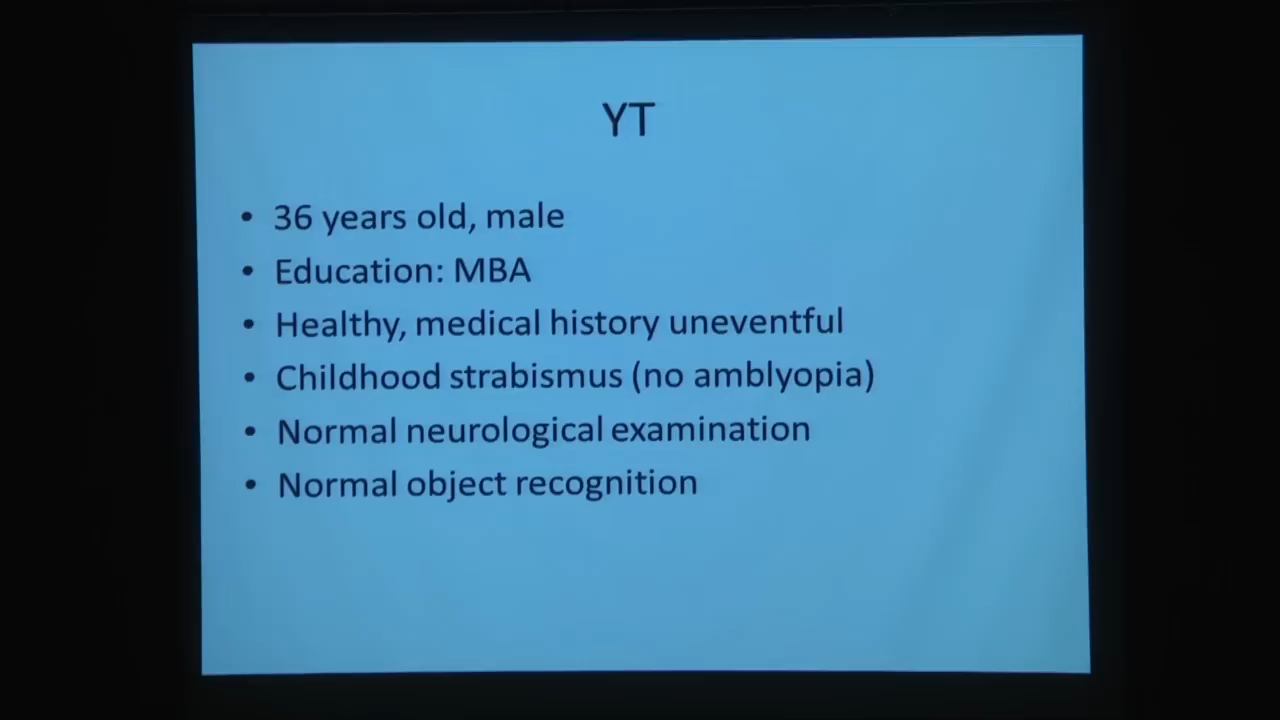 YT
• 36 years old, male
• Education: MBA
• Healthy, medical history uneventful
• Childhood strabismus (no amblyopia)
• Normal neurological examination
• Normal object recognition